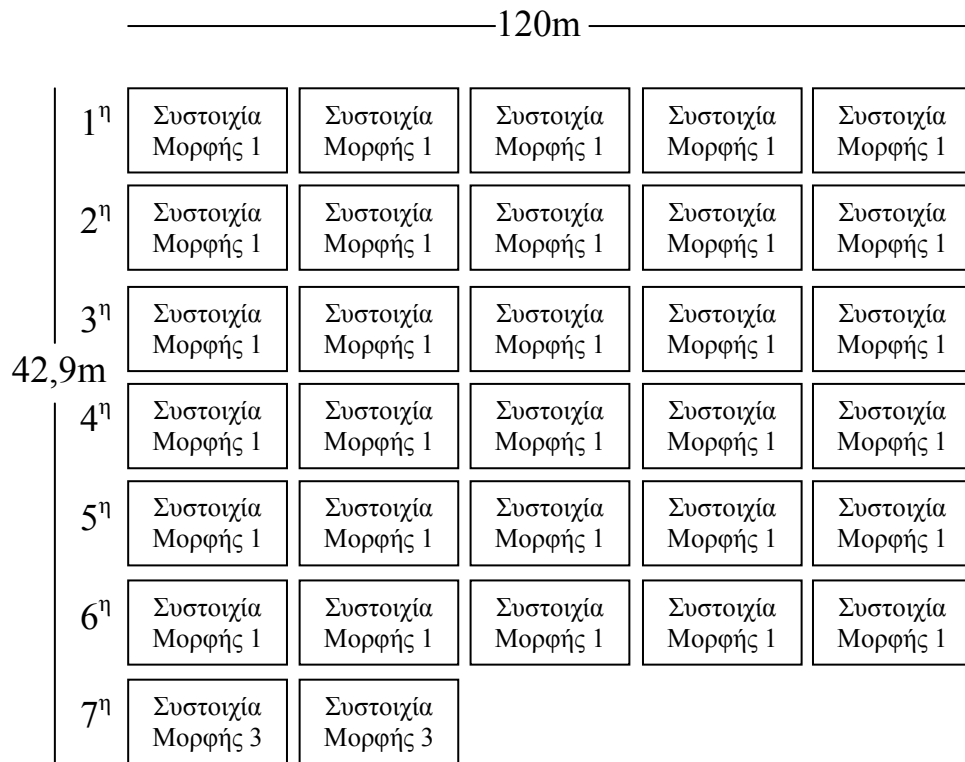 120m
1η
Συστοιχία Συστοιχία Συστοιχία Συστοιχία Συστοιχία
Μορφής 1 Μορφής 1 Μορφής 1 Μορφής 1 Μορφής 1
2η
Συστοιχία Συστοιχία Συστοιχία Συστοιχία Συστοιχία
Μορφής 1 Μορφής 1 Μορφής 1 Μορφής 1 Μορφής 1
3η
Συστοιχία Συστοιχία Συστοιχία Συστοιχία Συστοιχία
Μορφής 1 Μορφής 1 Μορφής 1 Μορφής 1 Μορφής 1
42,9m
4η
Συστοιχία Συστοιχία Συστοιχία Συστοιχία Συστοιχία
Μορφής 1 Μορφής 1 Μορφής 1 Μορφής 1 Μορφής 1
5η
Συστοιχία Συστοιχία Συστοιχία Συστοιχία Συστοιχία
Μορφής 1 Μορφής 1 Μορφής 1 Μορφής 1 Μορφής 1
6η
Συστοιχία Συστοιχία Συστοιχία Συστοιχία Συστοιχία
Μορφής 1 Μορφής 1 Μορφής 1 Μορφής 1 Μορφής 1
7η
Συστοιχία Συστοιχία
Μορφής 3 Μορφής 3